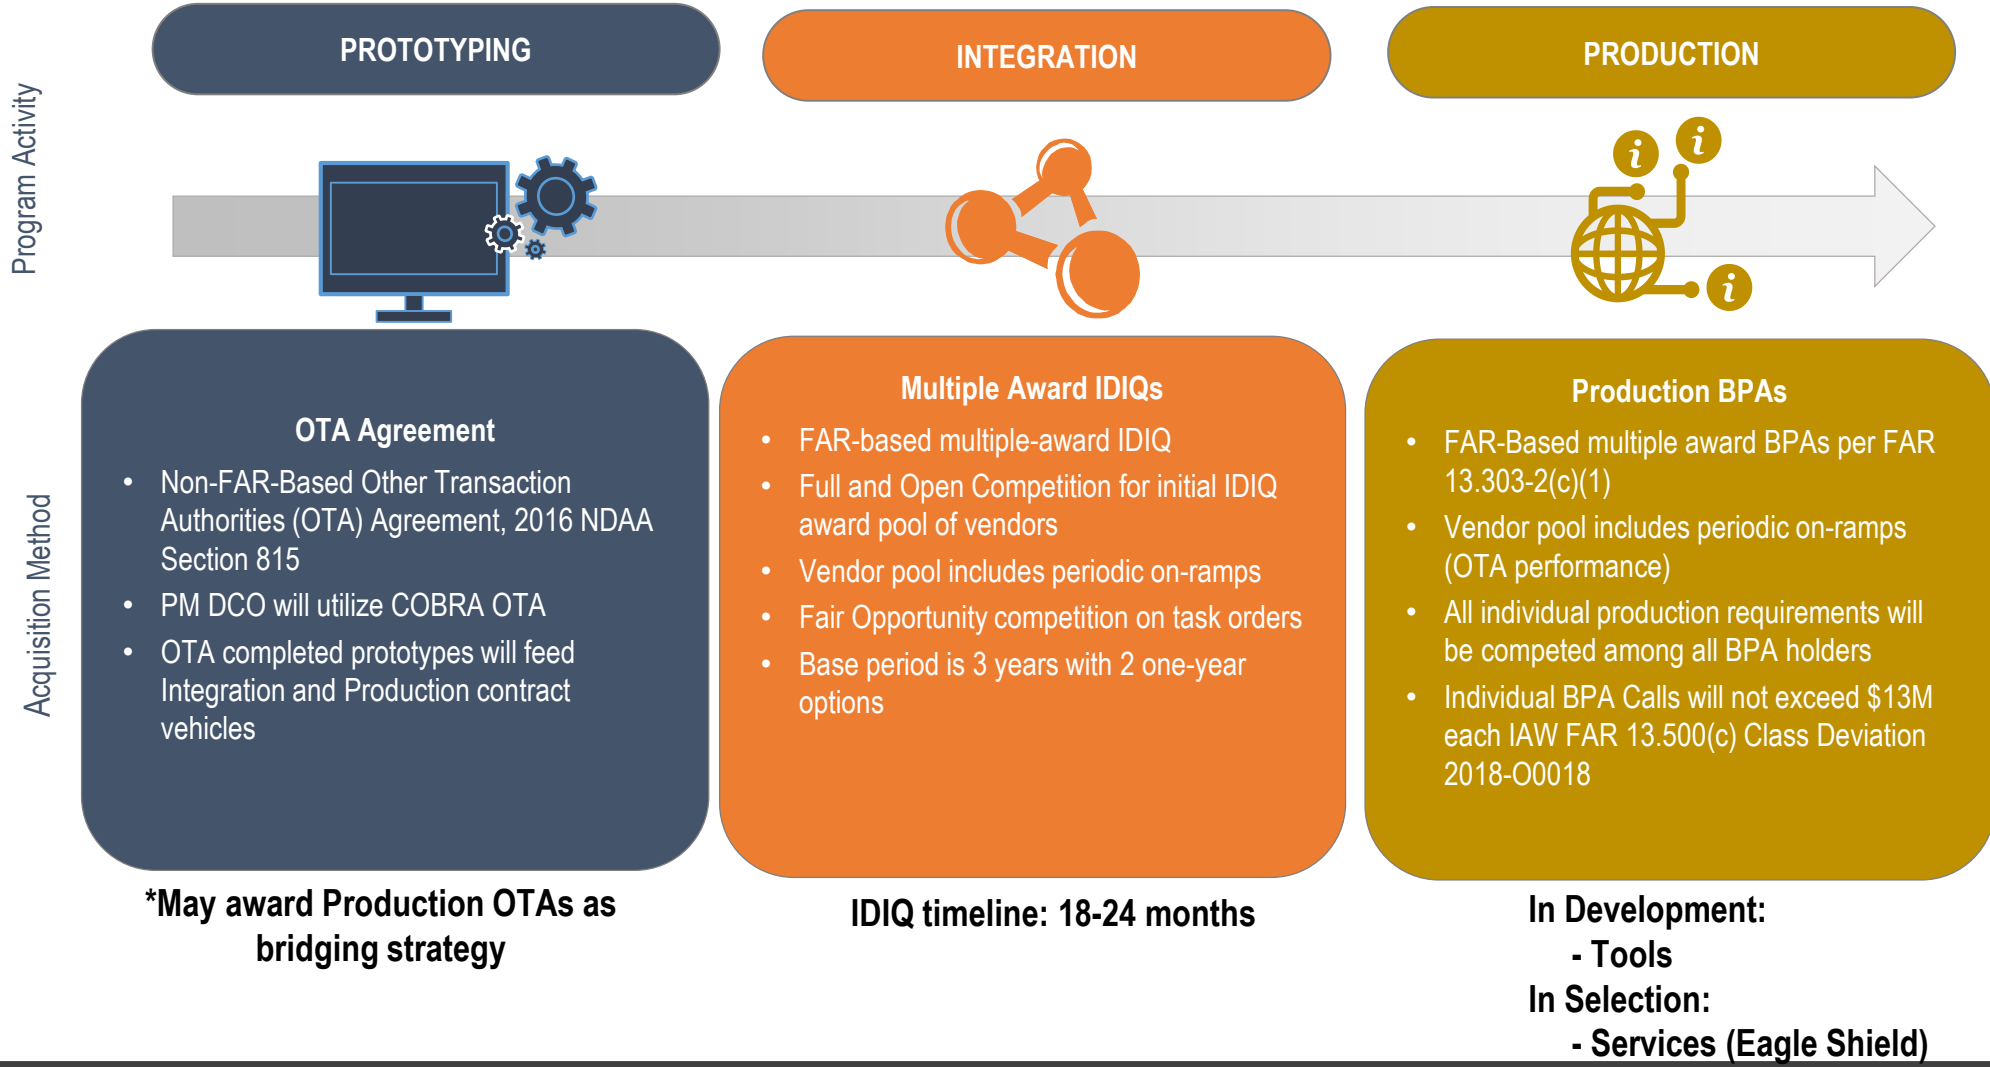 PROTOTYPING
INTEGRATION
PRODUCTION
Program Activity
i
i
i
Acquisition Method
OTA Agreement
• Non-FAR-Based Other Transaction
Authorities (OTA) Agreement, 2016 NDAA
Section 815
• PM DCO will utilize COBRA OTA
• OTA completed prototypes will feed
Integration and Production contract
vehicles
*May award Production OTAs as
bridging strategy
Multiple Award IDIQs
• FAR-based multiple-award IDIQ
• Full and Open Competition for initial IDIQ
award pool of vendors
• Vendor pool includes periodic on-ramps
• Fair Opportunity competition on task orders
• Base period is 3 years with 2 one-year
options
IDIQ timeline: 18-24 months
Production BPAs
• FAR-Based multiple award BPAs per FAR
13.303-2(c)(1)
• Vendor pool includes periodic on-ramps
(OTA performance)
• All individual production requirements will
be competed among all BPA holders
• Individual BPA Calls will not exceed $13M
each IAW FAR 13.500(c) Class Deviation
2018-O0018
In Development:
- Tools
In Selection:
- Services (Eagle Shield)